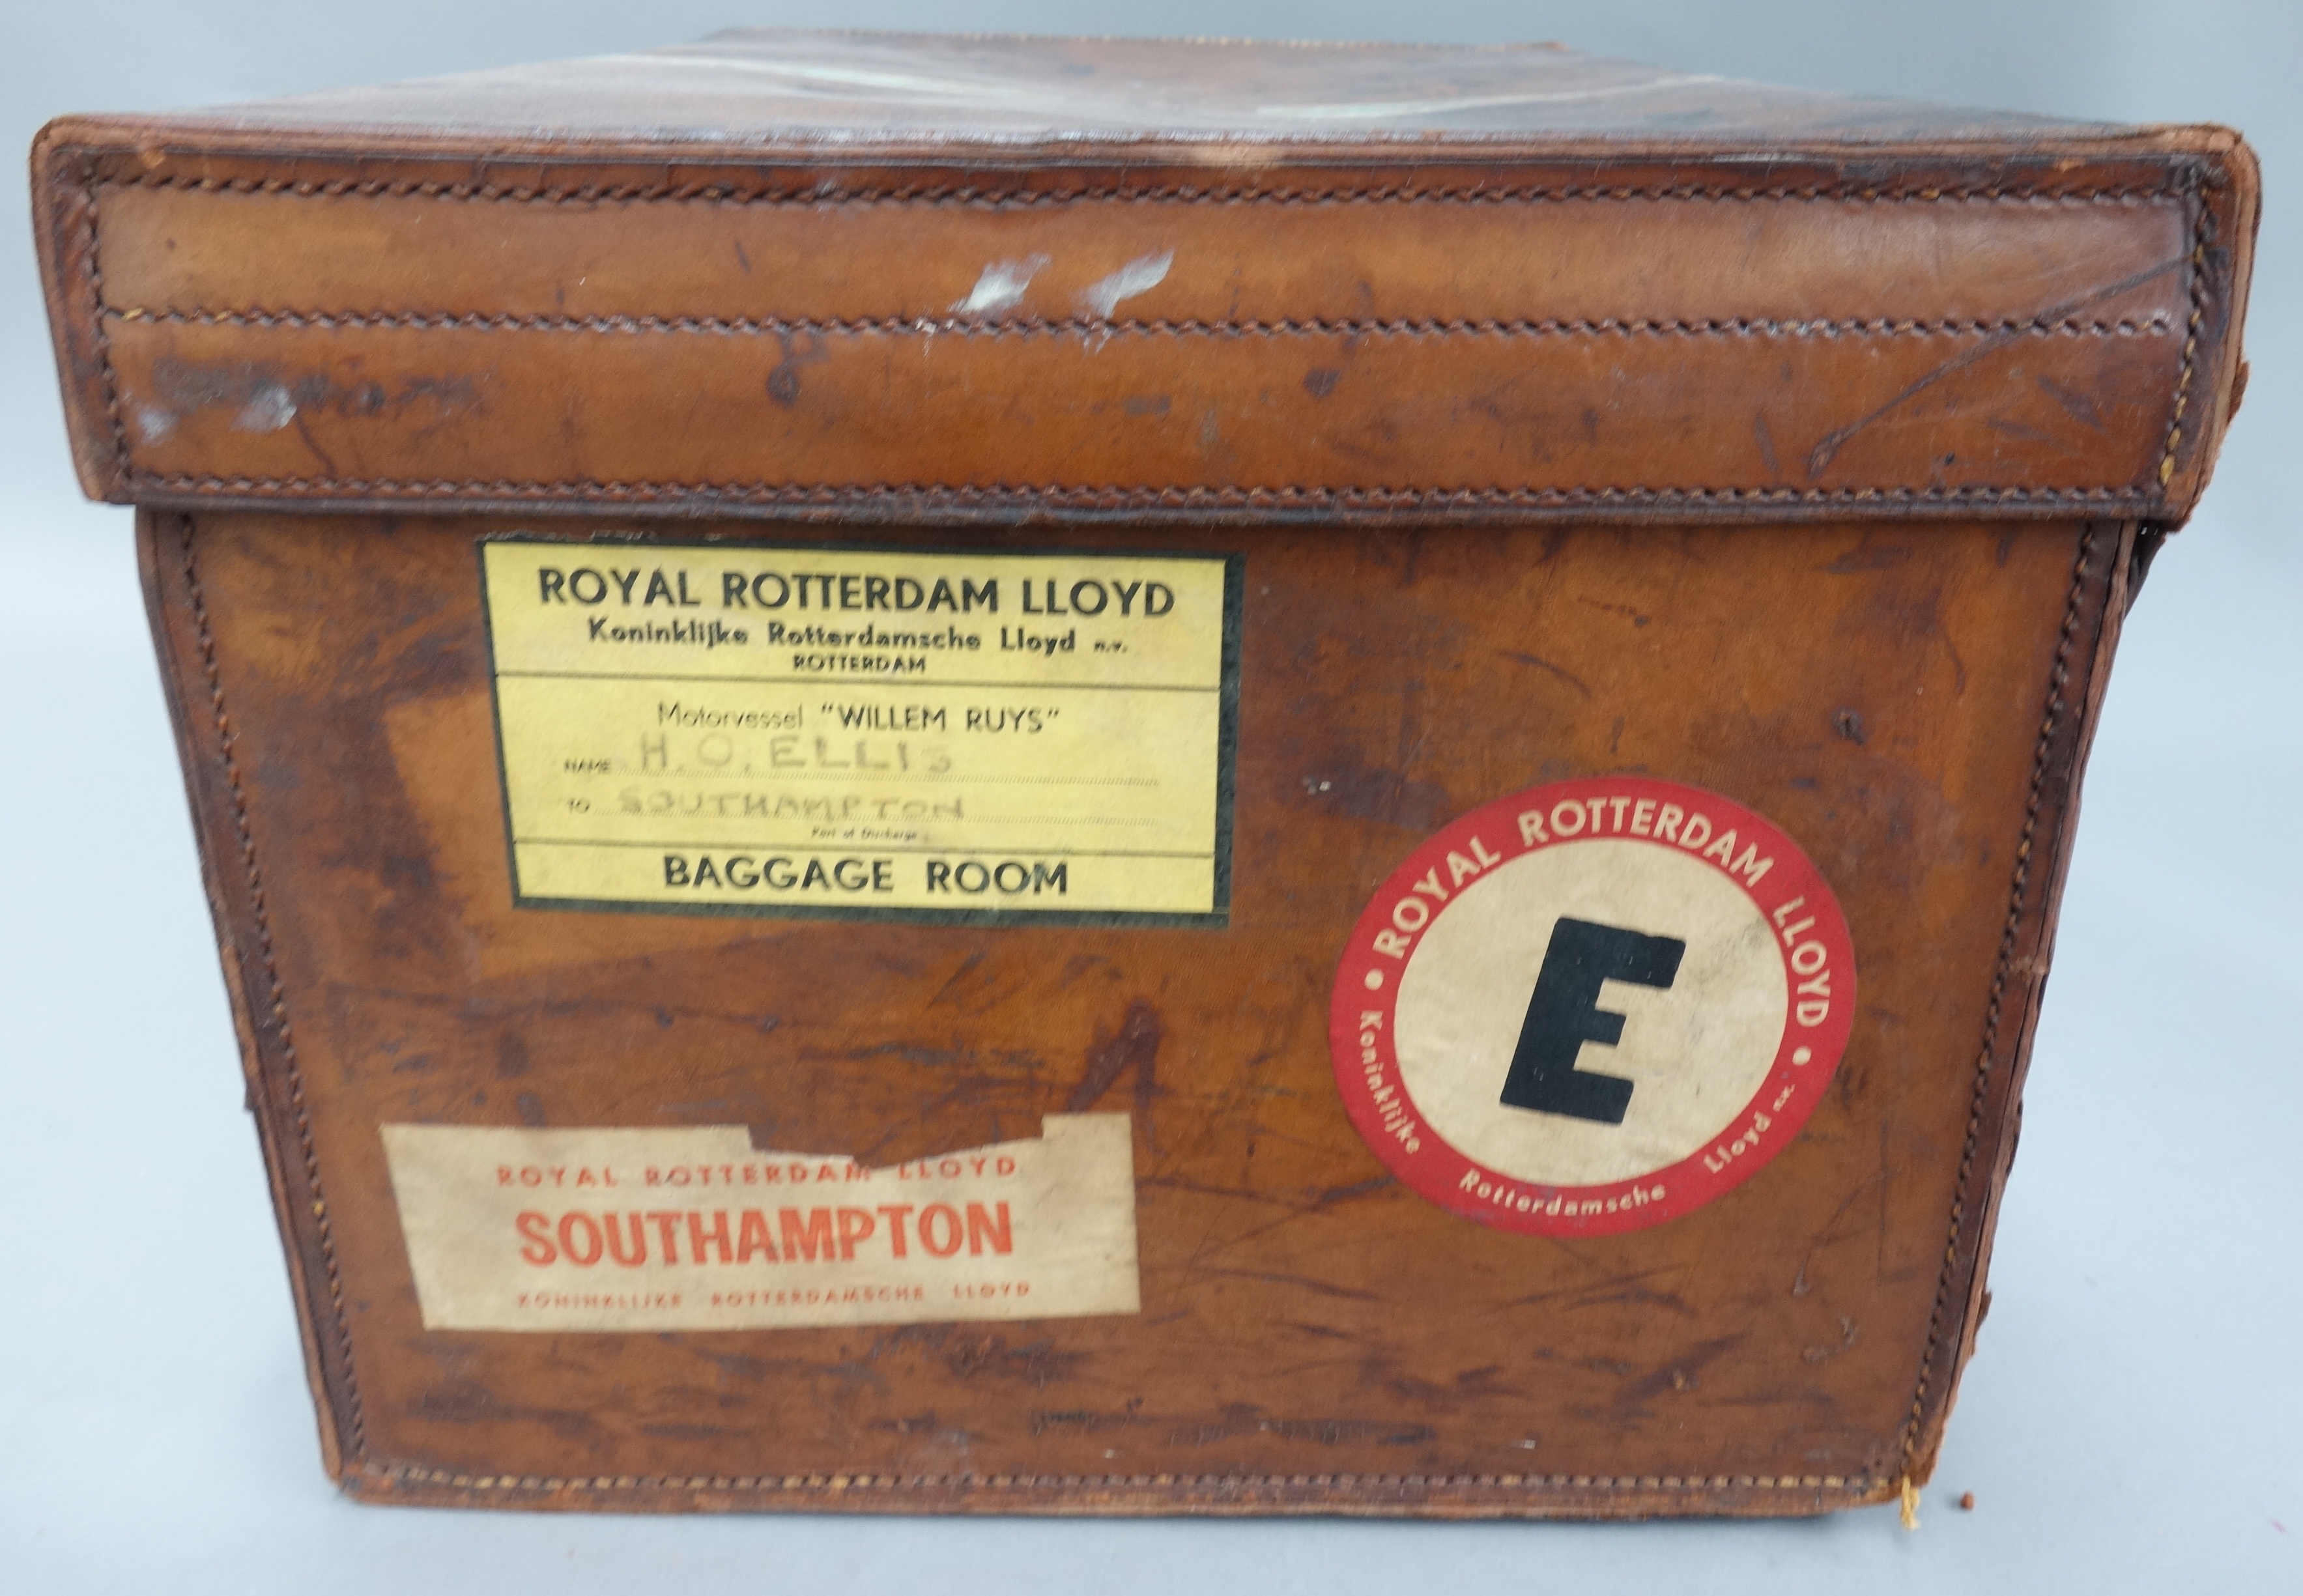 ROYAL ROTTERDAM LLOYD
Koninklijke Rotterdamsche Lloyd n.v.
ROTTERDAM
Motorvessel "WILLEM RUYS"
NAME H. O. ELLIS
TO SOUTHAMPTON
Port of Discharge
BAGGAGE ROOM
• ROYAL ROTTERDAM LLOYD •
E
Koninklijke Rotterdamsche Lloyd n.v.
ROYAL ROTTERDAM LLOYD
SOUTHAMPTON
KONINKLIJKE ROTTERDAMSCHE LLOYD